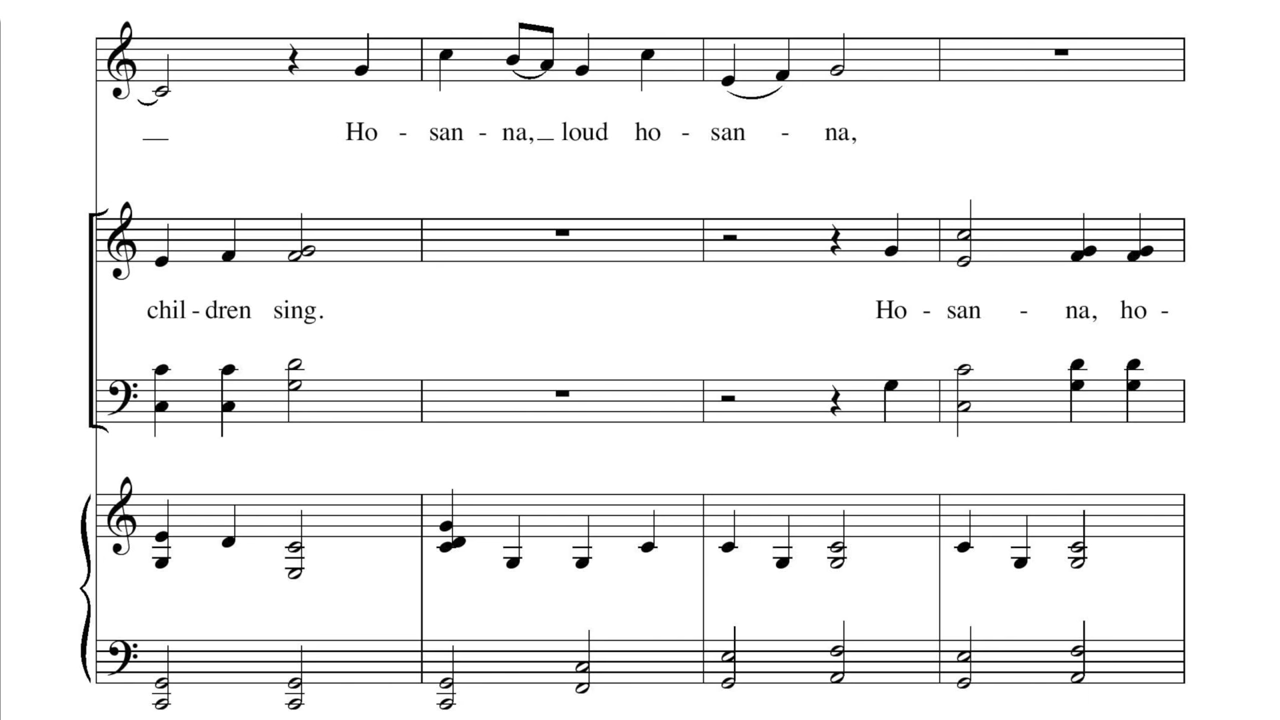 Ho - san - na, loud ho - san - na,
chil - dren sing. Ho - san - na, ho -